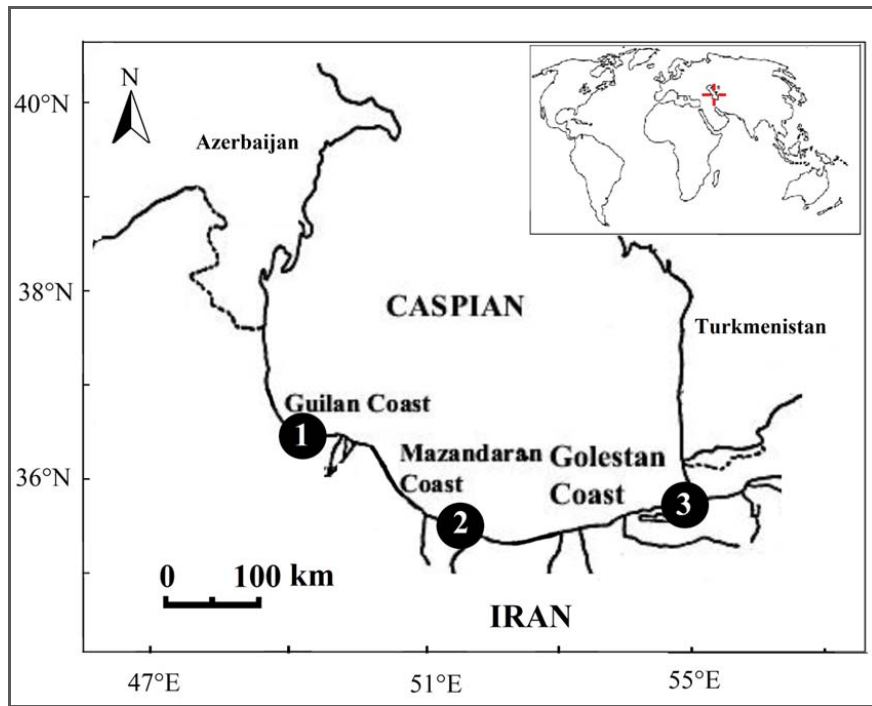 N
40°N
Azerbaijan
38°N
CASPIAN
Turkmenistan
Guilan Coast
1
Mazandaran
Coast
Golestan
Coast
36°N
2
3
0 100 km
IRAN
47°E 51°E 55°E